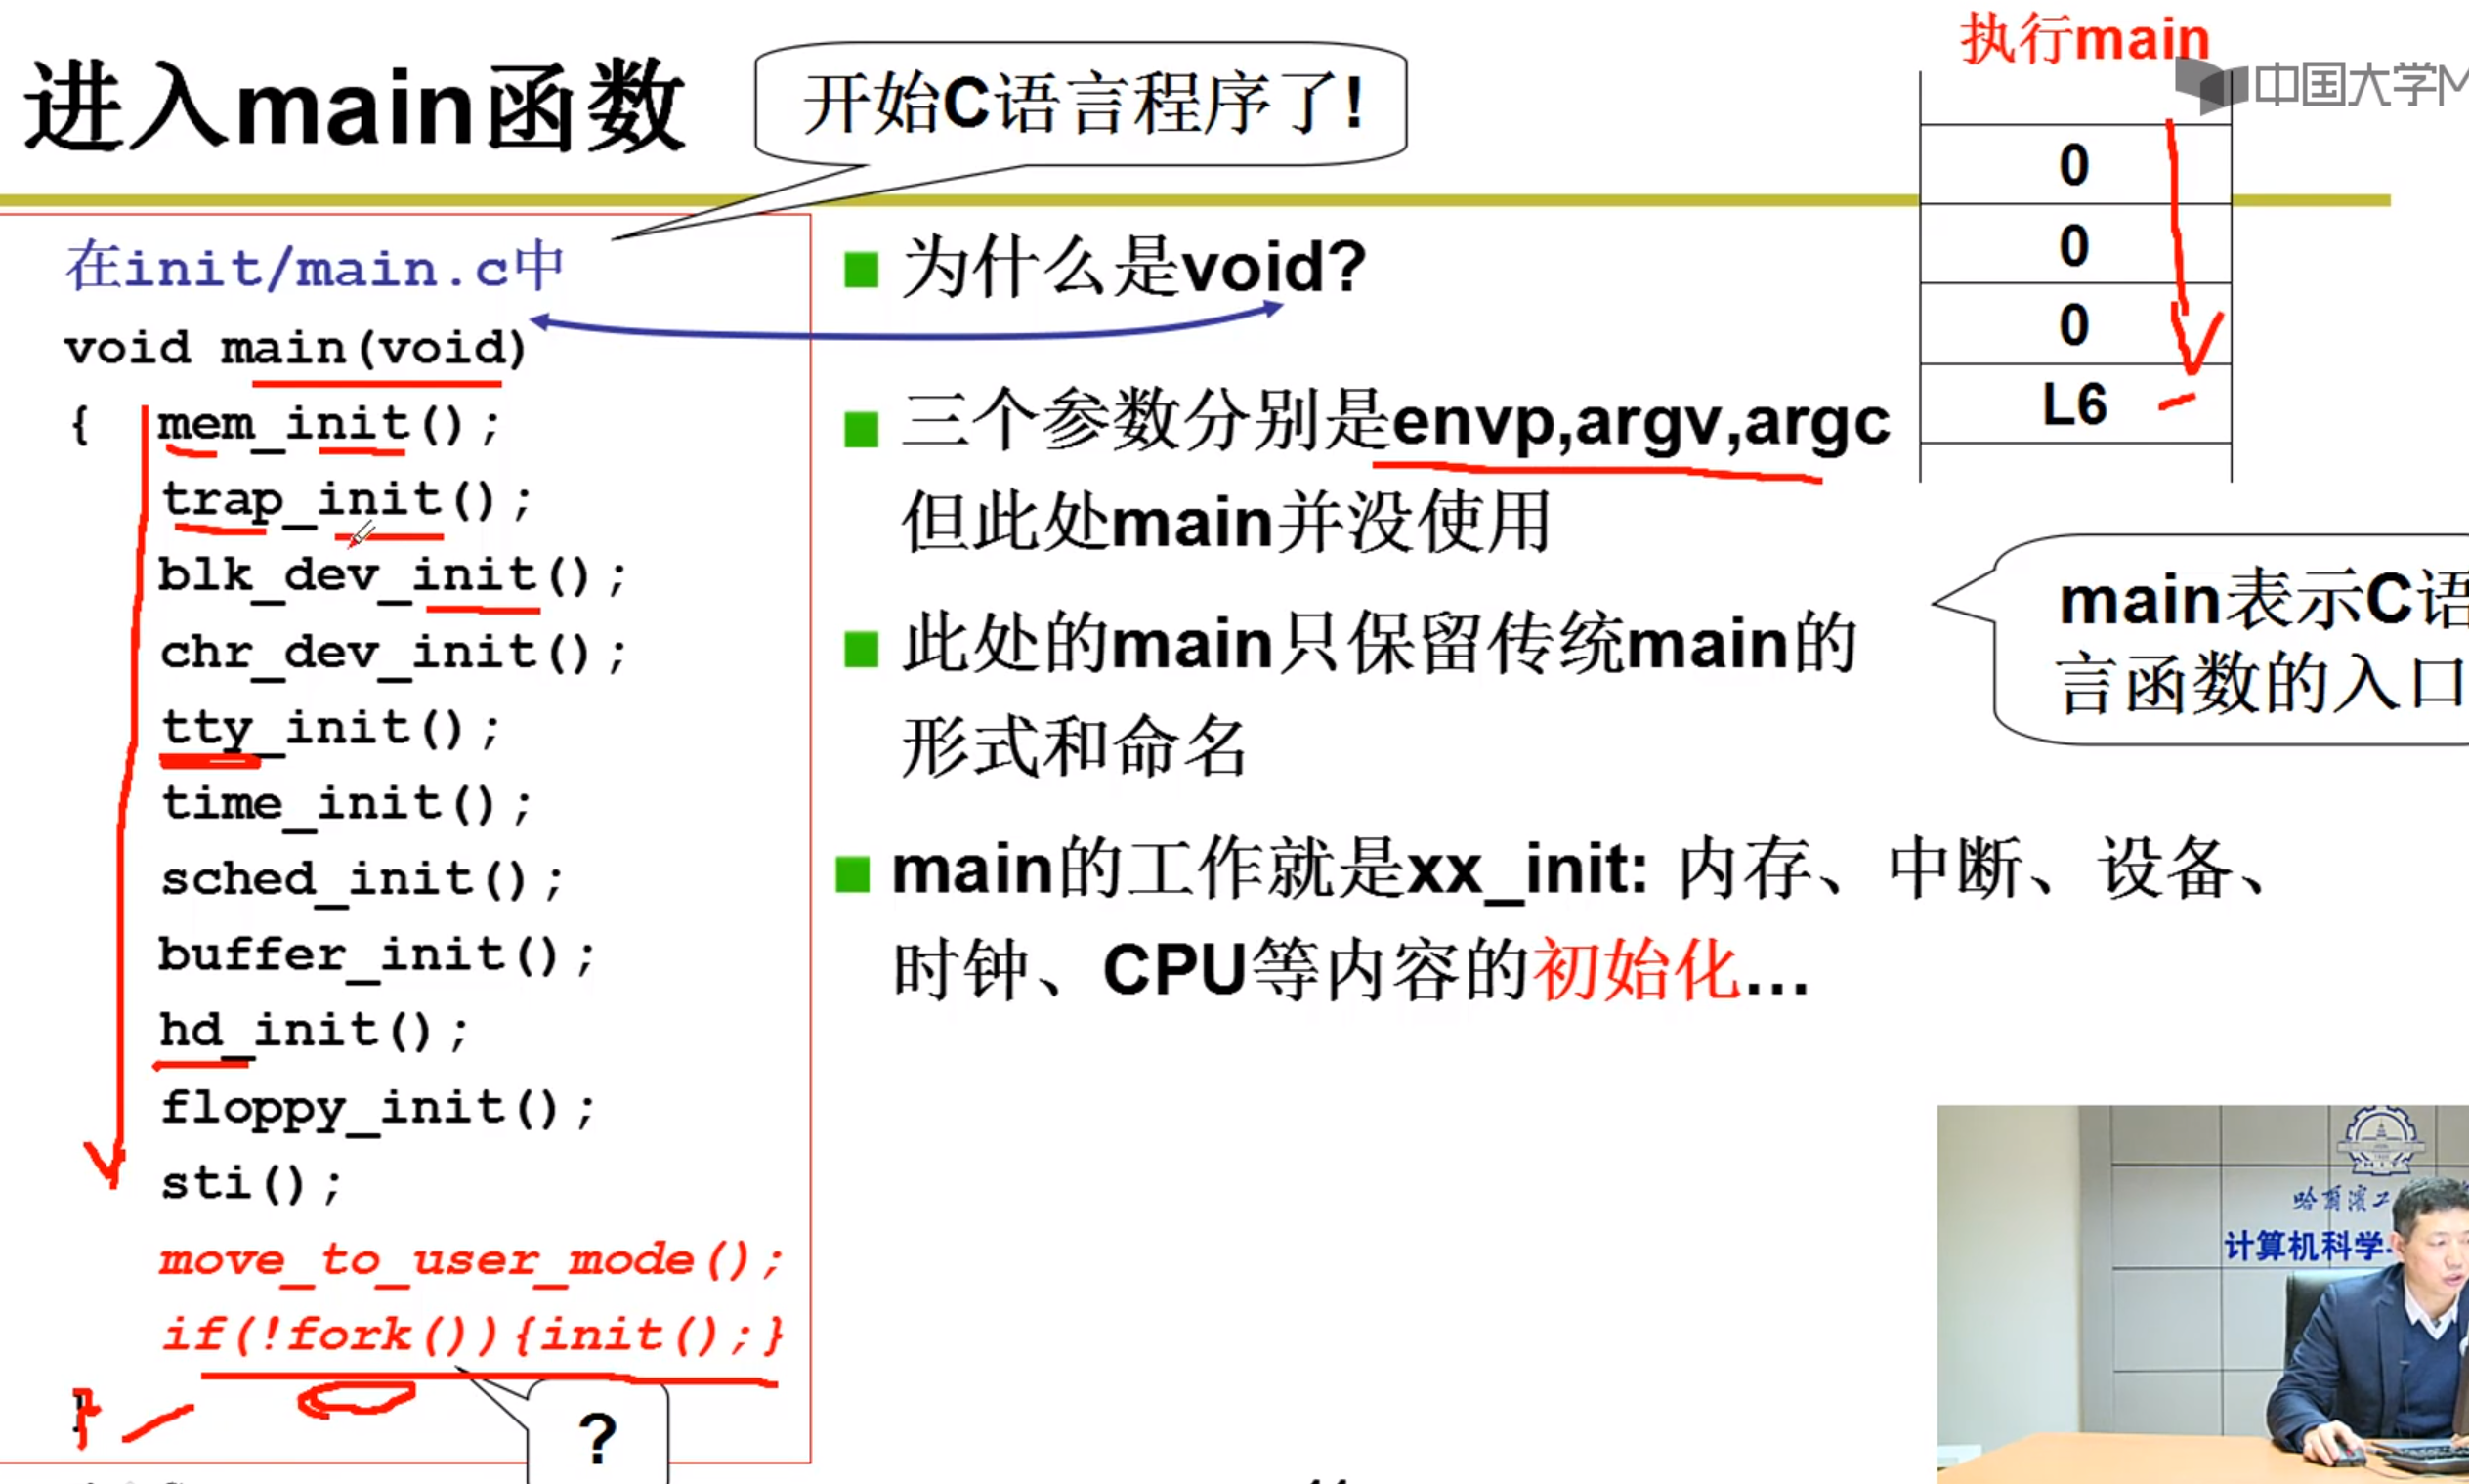 进入main函数
开始C语言程序了!
执行main
中国大学M
0
0
0
L6
在init/main.c中
void main(void)
{ mem_init();
trap_init();
blk_dev_init();
chr_dev_init();
tty_init();
time_init();
sched_init();
buffer_init();
hd_init();
floppy_init();
sti();
move_to_user_mode();
if(!fork()){init();}
}
?
为什么是void?
三个参数分别是envp,argv,argc
但此处main并没使用
此处的main只保留传统main的
形式和命名
main的工作就是xx_init: 内存、中断、设备、
时钟、CPU等内容的初始化...
main表示C语
言函数的入口
哈尔滨工
计算机科学